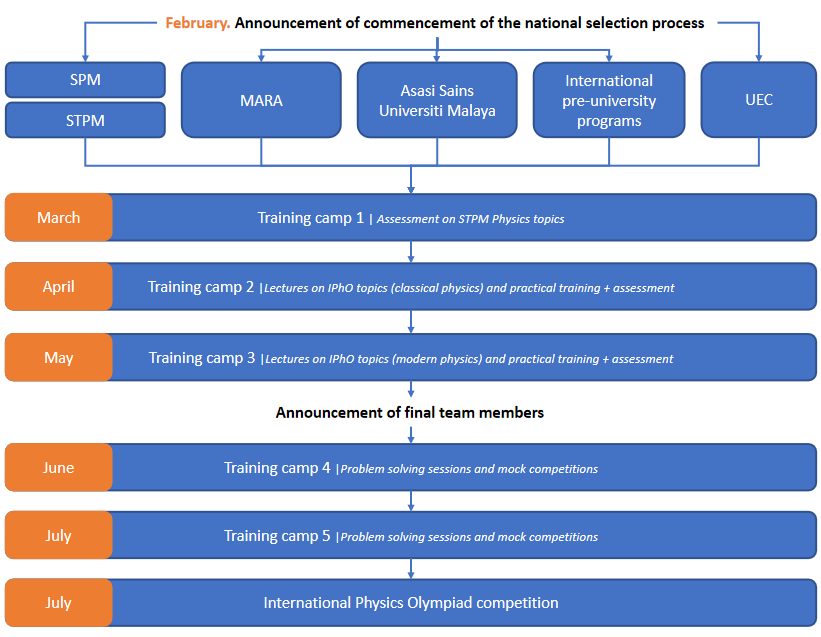 February. Announcement of commencement of the national selection process
SPM
STPM
MARA
Asasi Sains
Universiti Malaya
International
pre-university
programs
UEC
March
Training camp 1 | Assessment on STPM Physics topics
April
Training camp 2 |Lectures on IPhO topics (classical physics) and practical training + assessment
May
Training camp 3 |Lectures on IPhO topics (modern physics) and practical training + assessment
Announcement of final team members
June
Training camp 4 |Problem solving sessions and mock competitions
July
Training camp 5 |Problem solving sessions and mock competitions
July
International Physics Olympiad competition